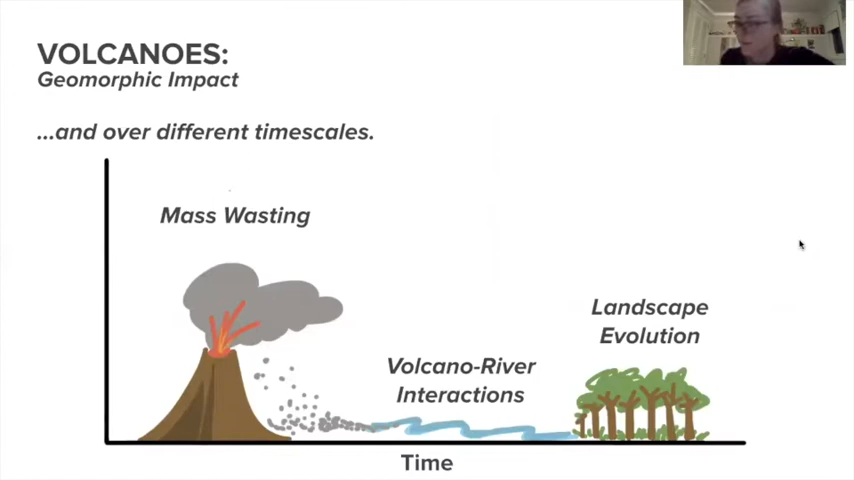 VOLCANOES:
Geomorphic Impact
...and over different timescales.
Mass Wasting
Landscape
Evolution
Volcano-River
Interactions
Time